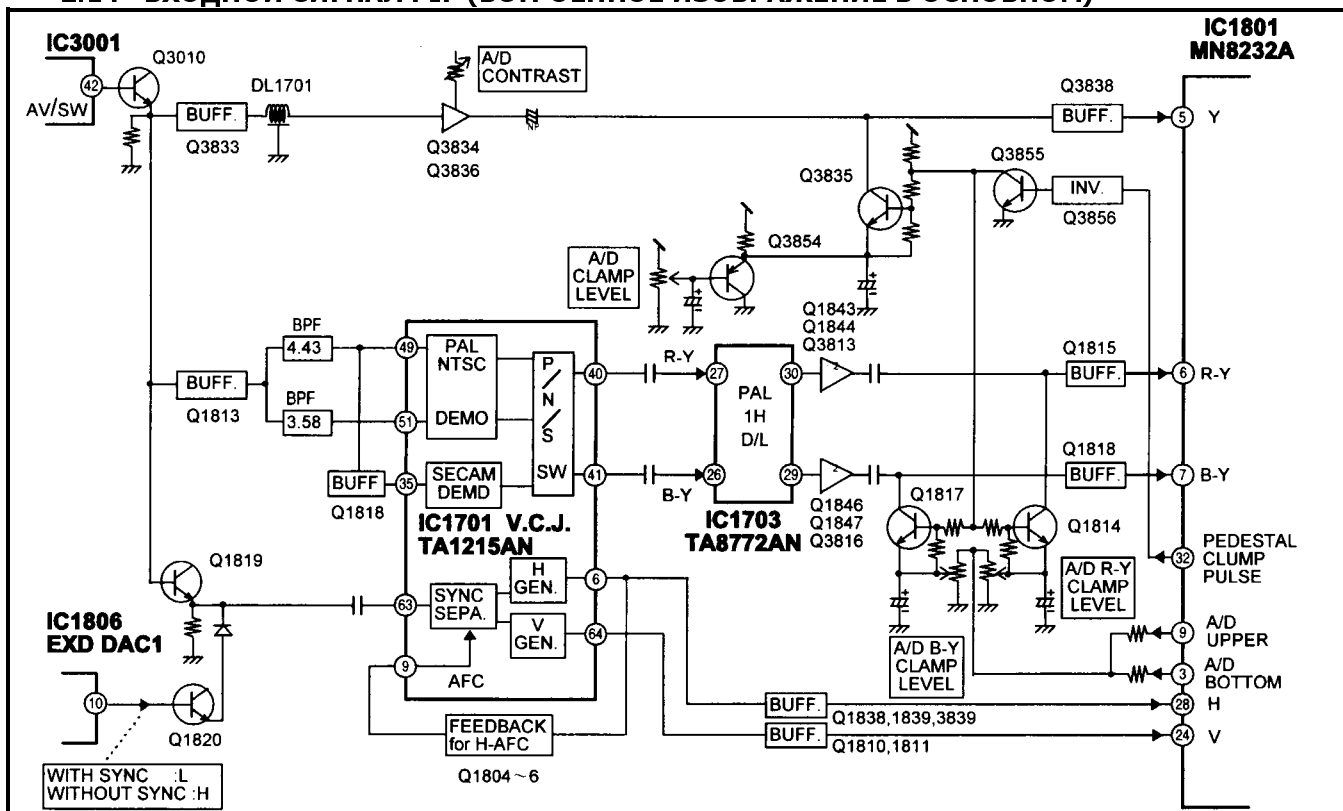 IC3001
Q3010
42
AV/SW
BUFF.
Q3833
DL1701
A/D
CONTRAST
Q3834
Q3836
NP
IC1801
MN8232A
Q3838
BUFF.
5
Y
Q3835
Q3855
INV.
Q3856
Q3854
A/D
CLAMP
LEVEL
BPF
4.43
BUFF.
Q1813
BPF
3.58
49
PAL
NTSC
DEMO
51
BUFF
Q1818
35
SECAM
DEMD
P
/
N
/
S
SW
40
41
R-Y
B-Y
27
26
PAL
1H
D/L
30
29
IC1703
TA8772AN
Q1843
Q1844
Q3813
2
2
Q1846
Q1847
Q3816
Q1815
BUFF.
6
R-Y
Q1818
BUFF.
7
B-Y
Q1817
Q1814
IC1701 V.C.J.
TA1215AN
Q1819
63
SYNC
SEPA.
H
GEN.
6
V
GEN.
64
9
AFC
FEEDBACK
for H-AFC
Q1804~6
IC1806
EXD DAC1
10
Q1820
WITH SYNC :L
WITHOUT SYNC :H
A/D R-Y
CLAMP
LEVEL
A/D B-Y
CLAMP
LEVEL
32
PEDESTAL
CLUMP
PULSE
9
A/D
UPPER
3
A/D
BOTTOM
BUFF.
Q1838,1839,3839
28
H
BUFF.
Q1810,1811
24
V